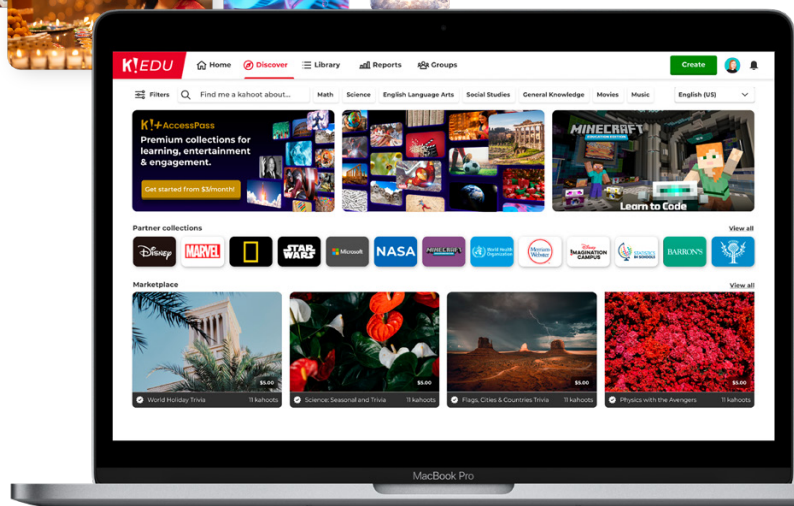 K!EDU
Home
Discover
Library
Reports
Groups
Create
Filters
Find me a kahoot about...
Math
Science
English Language Arts
Social Studies
General Knowledge
Movies
Music
English (US)
K!+AccessPass
Premium collections for
learning, entertainment
& engagement.
Get started from $3/month!
MINECRAFT
EDUCATION EDITION
Learn to Code
Partner collections
View all
Disney
MARVEL
STAR
WARS
Microsoft
NASA
MINECRAFT
World Health
Organization
Merriam-
Webster
Disney
IMAGINATION
CAMPUS
IN SCHOOLS
BARRON'S
Marketplace
View all
$5.00
$5.00
$5.00
$5.00
World Holiday Trivia
11 kahoots
Science: Seasonal and Trivia
11 kahoots
Flags, Cities & Countries Trivia
11 kahoots
Physics with the Avengers
11 kahoots
MacBook Pro